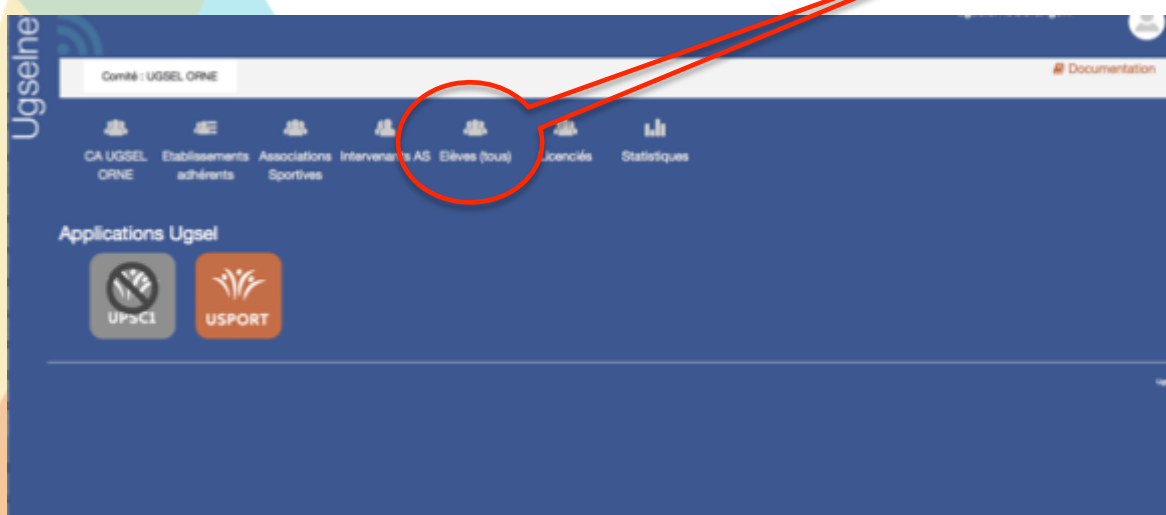 Ugselne
Comité : UGSEL ORNE
Documentation
CA UGSEL ORNE
Etablissements adhérents
Associations Sportives
Intervenants AS
Elèves (tous)
Licenciés
Statistiques
Applications Ugsel
UPSC1
USPORT